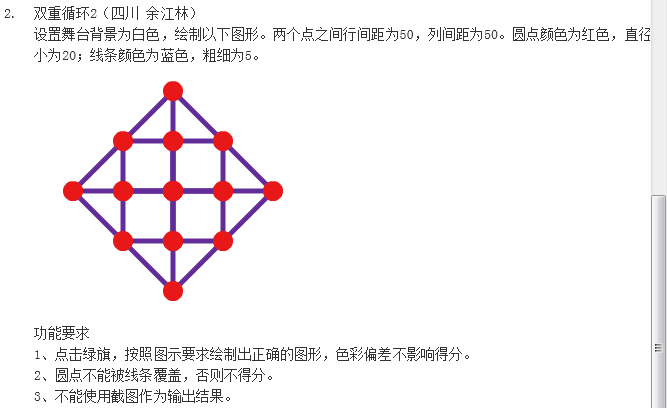 2. 双重循环2（四川 余江林）
设置舞台背景为白色，绘制以下图形。两个点之间行间距为50，列间距为50。圆点颜色为红色，直径
小为20；线条颜色为蓝色，粗细为5。
功能要求
1、点击绿旗，按照图示要求绘制出正确的图形，色彩偏差不影响得分。
2、圆点不能被线条覆盖，否则不得分。
3、不能使用截图作为输出结果。